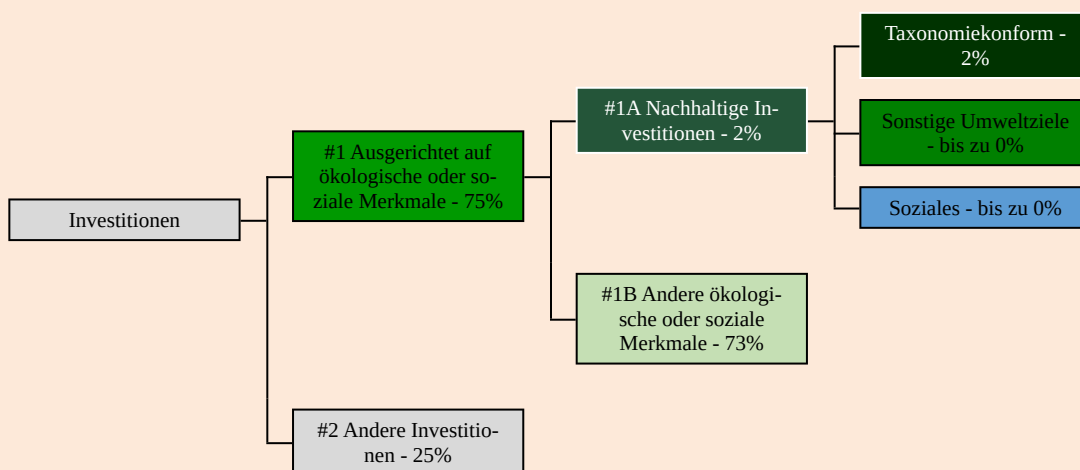 Investitionen
#1 Ausgerichtet auf
ökologische oder so-
ziale Merkmale - 75%
#2 Andere Investitio-
nen - 25%
#1A Nachhaltige In-
vestitionen - 2%
#1B Andere ökologi-
sche oder soziale
Merkmale - 73%
Taxonomiekonform -
2%
Sonstige Umweltziele
- bis zu 0%
Soziales - bis zu 0%